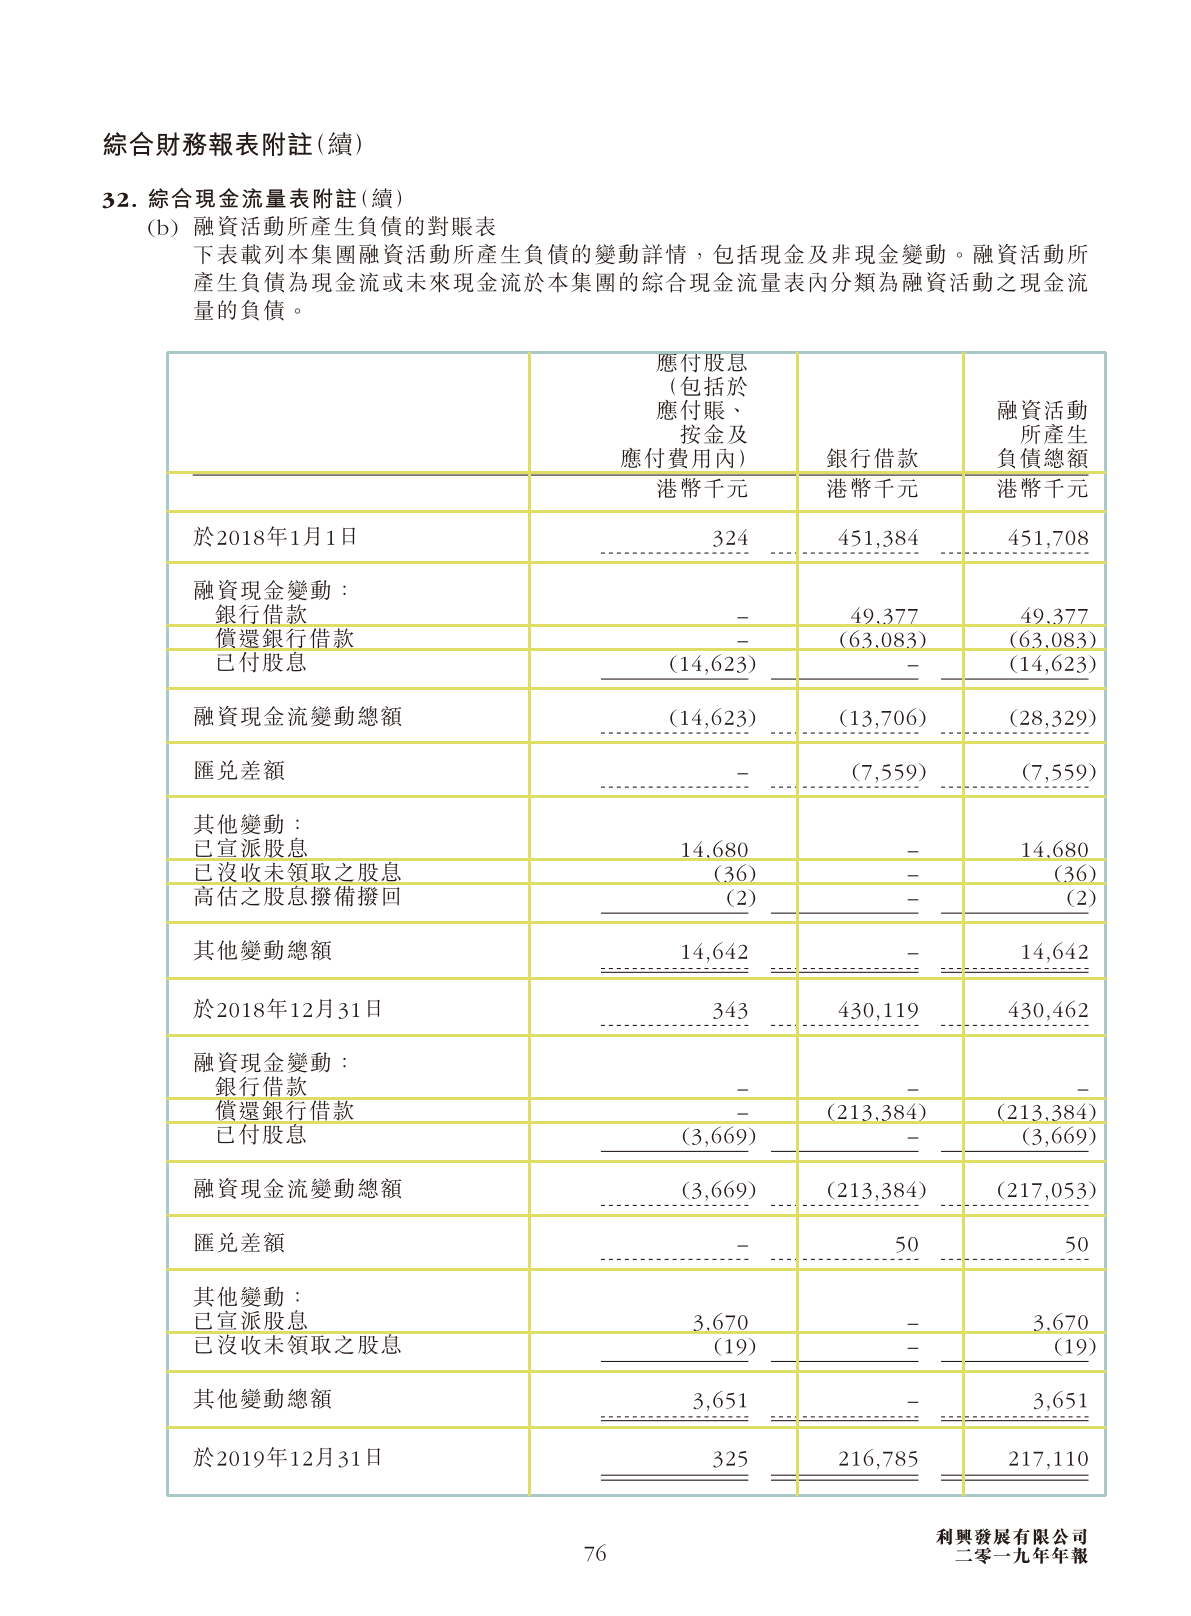 綜合財務報表附註(續)
32. 綜合現金流量表附註(續)
(b) 融資活動所產生負債的對賬表
下表載列本集團融資活動所產生負債的變動詳情，包括現金及非現金變動。融資活動所
產生負債為現金流或未來現金流於本集團的綜合現金流量表內分類為融資活動之現金流
量的負債。
應付股息
(包括於
應付賬、 融資活動
按金及 所產生
應付費用內) 銀行借款 負債總額
港幣千元 港幣千元 港幣千元
於2018年1月1日 324 451,384 451,708
融資現金變動：
銀行借款 – 49,377 49,377
償還銀行借款 – (63,083) (63,083)
已付股息 (14,623) – (14,623)
融資現金流變動總額 (14,623) (13,706) (28,329)
匯兌差額 – (7,559) (7,559)
其他變動：
已宣派股息 14,680 – 14,680
已沒收未領取之股息 (36) – (36)
高估之股息撥備撥回 (2) – (2)
其他變動總額 14,642 – 14,642
於2018年12月31日 343 430,119 430,462
融資現金變動：
銀行借款 – – –
償還銀行借款 – (213,384) (213,384)
已付股息 (3,669) – (3,669)
融資現金流變動總額 (3,669) (213,384) (217,053)
匯兌差額 – 50 50
其他變動：
已宣派股息 3,670 – 3,670
已沒收未領取之股息 (19) – (19)
其他變動總額 3,651 – 3,651
於2019年12月31日 325 216,785 217,110
利興發展有限公司
76 二零一九年年報